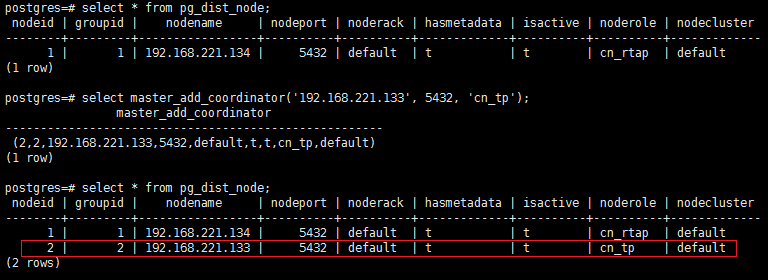 postgres=# select * from pg_dist_node;
 nodeid | groupid |    nodename     | nodeport | noderack | hasmetadata | isactive | noderole | nodecluster
--------+---------+-----------------+----------+----------+-------------+----------+----------+-------------
      1 |       1 | 192.168.221.134 |     5432 | default  | t           | t        | cn_rtap  | default
(1 row)
postgres=# select master_add_coordinator('192.168.221.133', 5432, 'cn_tp');
                master_add_coordinator
------------------------------------------------------
 (2,2,192.168.221.133,5432,default,t,t,cn_tp,default)
(1 row)
postgres=# select * from pg_dist_node;
 nodeid | groupid |    nodename     | nodeport | noderack | hasmetadata | isactive | noderole | nodecluster
--------+---------+-----------------+----------+----------+-------------+----------+----------+-------------
      1 |       1 | 192.168.221.134 |     5432 | default  | t           | t        | cn_rtap  | default
      2 |       2 | 192.168.221.133 |     5432 | default  | t           | t        | cn_tp    | default
(2 rows)